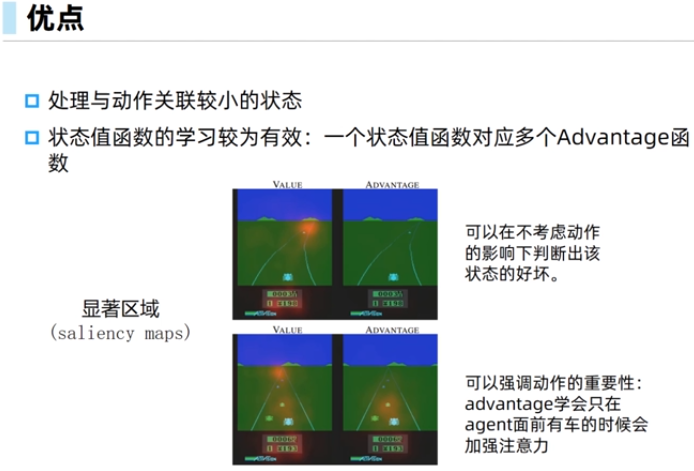 优点
处理与动作关联较小的状态
状态值函数的学习较为有效：一个状态值函数对应多个Advantage函
数
VALUE
ADVANTAGE
可以在不考虑动作
的影响下判断出该
状态的好坏。
显著区域
(saliency maps)
VALUE
ADVANTAGE
可以强调动作的重要性：
advantage学会只在
agent面前有车的时候会
加强注意力